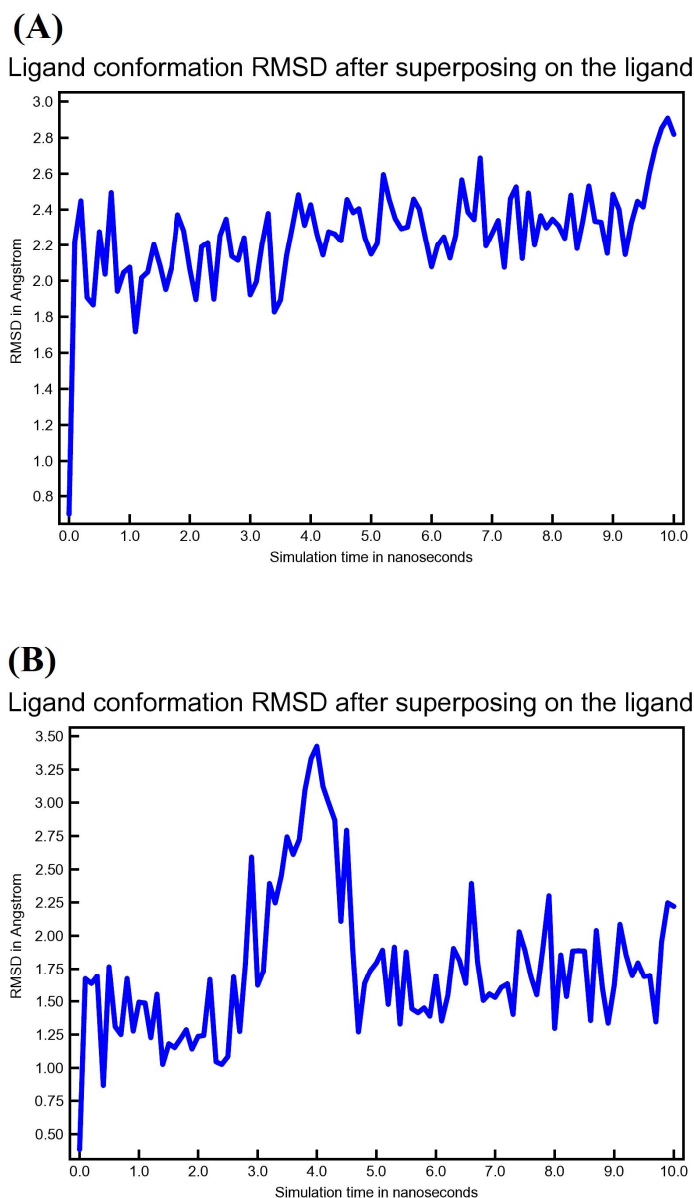 (A)
Ligand conformation RMSD after superposing on the ligand
3.0
2.8
2.6
2.4
2.2
2.0
1.8
1.6
1.4
1.2
1.0
0.8
RMSD in Angstrom
0.0 1.0 2.0 3.0 4.0 5.0 6.0 7.0 8.0 9.0 10.0
Simulation time in nanoseconds
(B)
Ligand conformation RMSD after superposing on the ligand
3.50
3.25
3.00
2.75
2.50
2.25
2.00
1.75
1.50
1.25
1.00
0.75
0.50
RMSD in Angstrom
0.0 1.0 2.0 3.0 4.0 5.0 6.0 7.0 8.0 9.0 10.0
Simulation time in nanoseconds